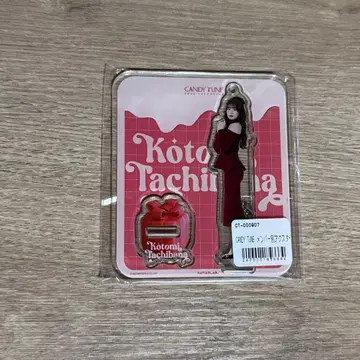 CANDY TUNE
Kotomi
Tachibana
Kotomi
Tachibana
CT-000907
CANDY TUNE メンバー別アクスター